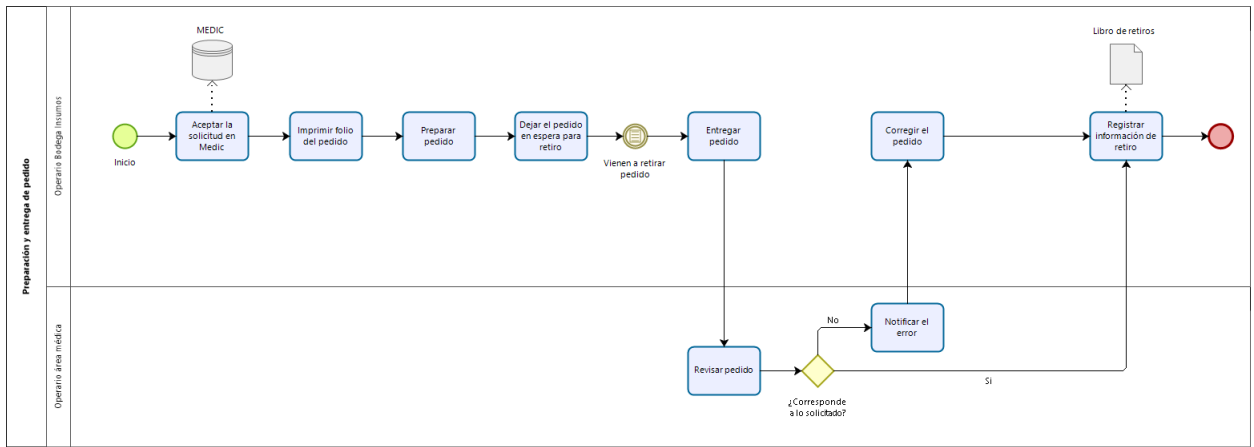 Preparación y entrega de pedido
Operario Bodega Insumos
MEDIC
Libro de retiros
Inicio
Aceptar la
solicitud en
Medic
Imprimir folio
del pedido
Preparar
pedido
Dejar el pedido
en espera para
retiro
Vienen a retirar
pedido
Entregar
pedido
Corregir el
pedido
Registrar
información de
retiro
Operario área médica
Revisar pedido
¿Corresponde
a lo solicitado?
No
Notificar el
error
Si